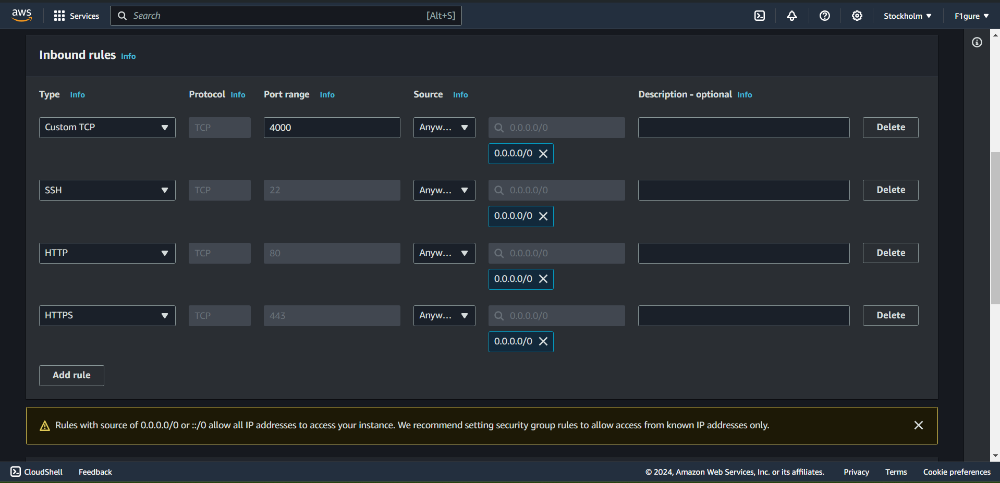 aws Services Search [Alt+S] Stockholm F1gure
Inbound rules Info
Type Info Protocol Info Port range Info Source Info Description - optional Info
Custom TCP TCP 4000 Anyw... 0.0.0.0/0 Delete
0.0.0.0/0
SSH TCP 22 Anyw... 0.0.0.0/0 Delete
0.0.0.0/0
HTTP TCP 80 Anyw... 0.0.0.0/0 Delete
0.0.0.0/0
HTTPS TCP 443 Anyw... 0.0.0.0/0 Delete
0.0.0.0/0
Add rule
Rules with source of 0.0.0.0/0 or ::/0 allow all IP addresses to access your instance. We recommend setting security group rules to allow access from known IP addresses only.
CloudShell Feedback © 2024, Amazon Web Services, Inc. or its affiliates. Privacy Terms Cookie preferences